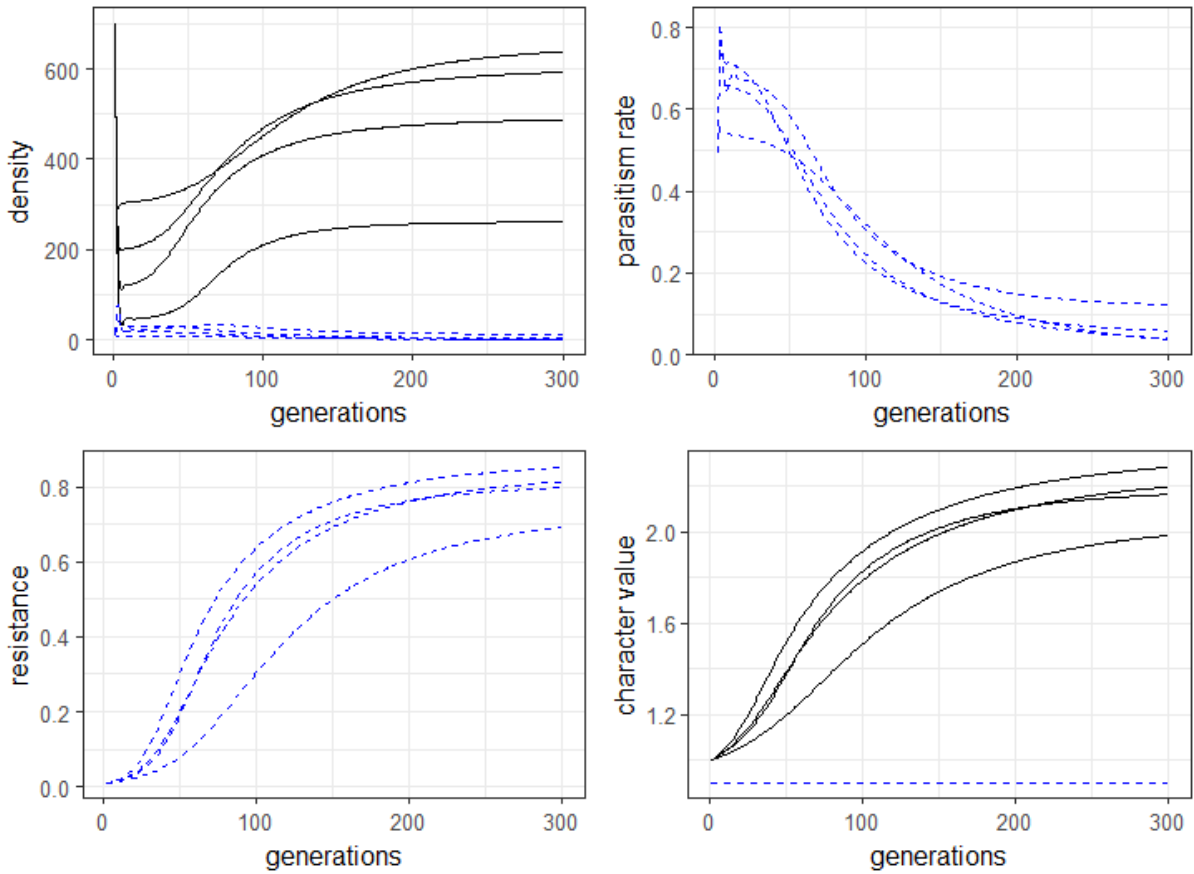 density
600
400
200
0
0 100 200 300
generations
parasitism rate
0.8
0.6
0.4
0.2
0.0
0 100 200 300
generations
resistance
0.8
0.6
0.4
0.2
0.0
0 100 200 300
generations
character value
2.0
1.6
1.2
0 100 200 300
generations